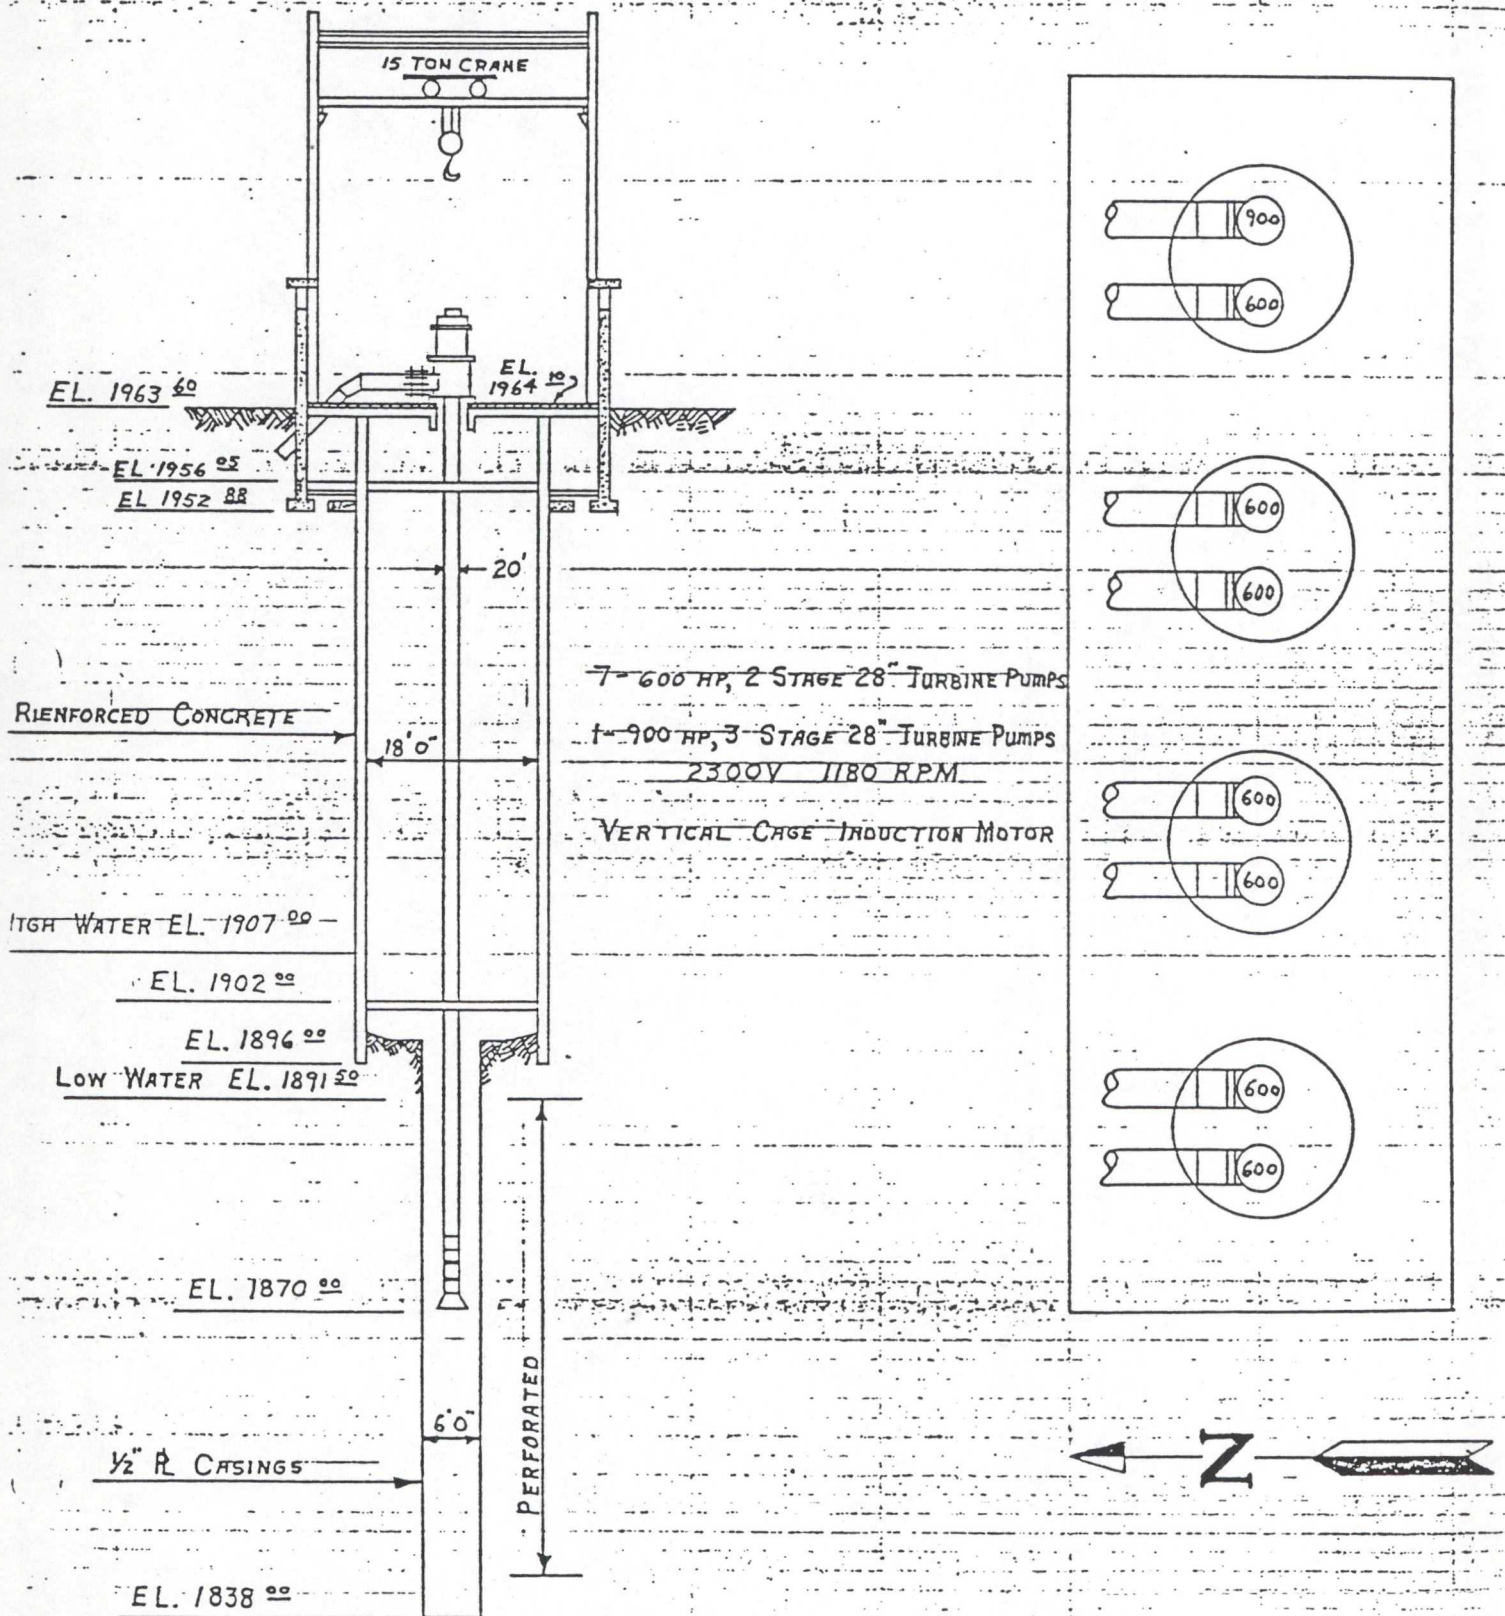 15 TON CRANE
EL. 1963 60
EL. 1964 10
EL. 1956 05
EL 1952 88
20'
7- 600 HP, 2 STAGE 28" TURBINE PUMPS
1- 900 HP, 3 STAGE 28" TURBINE PUMPS
2300V 1180 RPM
VERTICAL CAGE INDUCTION MOTOR
RIENFORCED CONCRETE
18'0"
WATER EL. 1907 00
EL. 1902 00
EL. 1896 00
LOW WATER EL. 1891 50
EL. 1870 00
PERFORATED
6'0"
1/2" PL CASINGS
EL. 1838 00
900
600
600
600
600
600
600
600
N